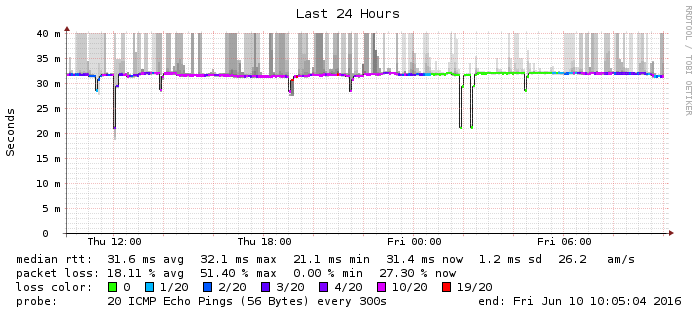 Last 24 Hours
RRDTOOL / TOBI OETIKER
Seconds
40 m
35 m
30 m
25 m
20 m
15 m
10 m
5 m
0
Thu 12:00 Thu 18:00 Fri 00:00 Fri 06:00
median rtt: 31.6 ms avg 32.1 ms max 21.1 ms min 31.4 ms now 1.2 ms sd 26.2 am/s
packet loss: 18.11 % avg 51.40 % max 0.00 % min 27.30 % now
loss color: 0 1/20 2/20 3/20 4/20 10/20 19/20
probe: 20 ICMP Echo Pings (56 Bytes) every 300s end: Fri Jun 10 10:05:04 2016